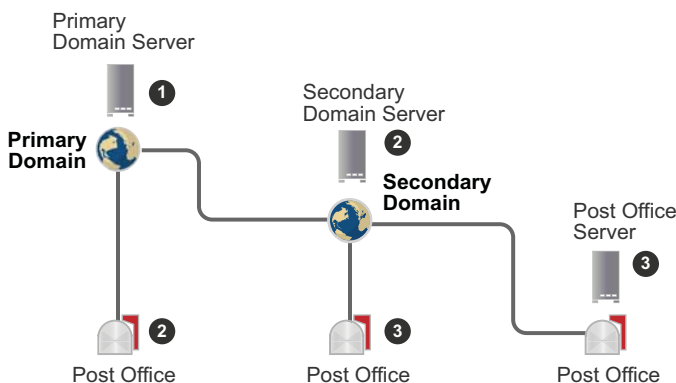 Primary
Domain Server
1
Secondary
Domain Server
2
Primary
Domain
Secondary
Domain
Post Office
Server
3
2
3
Post Office
Post Office
Post Office